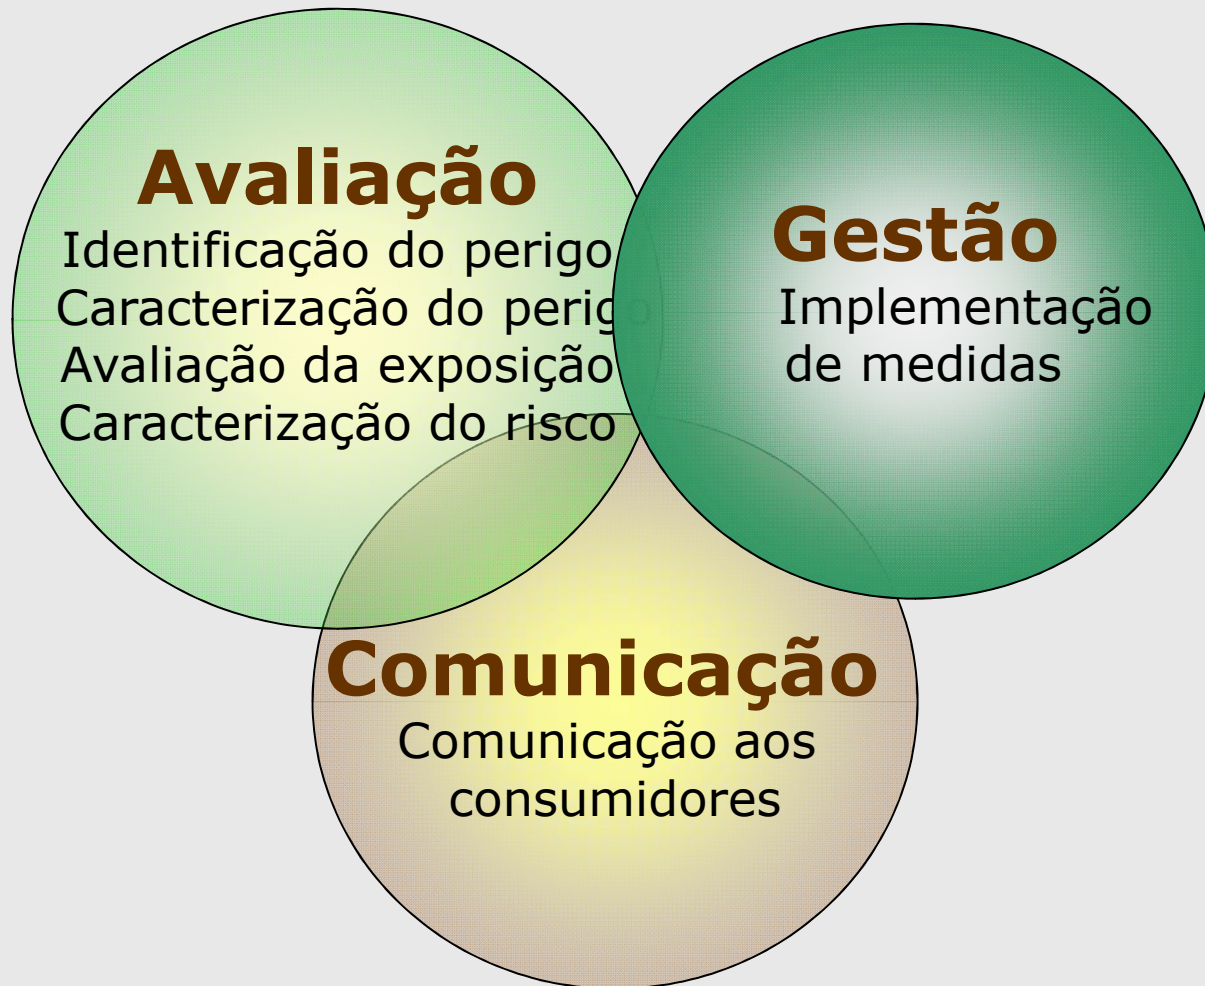 Avaliação
Identificação do perigo
Caracterização do perigo
Avaliação da exposição
Caracterização do risco
Gestão
Implementação
de medidas
Comunicação
Comunicação aos
consumidores